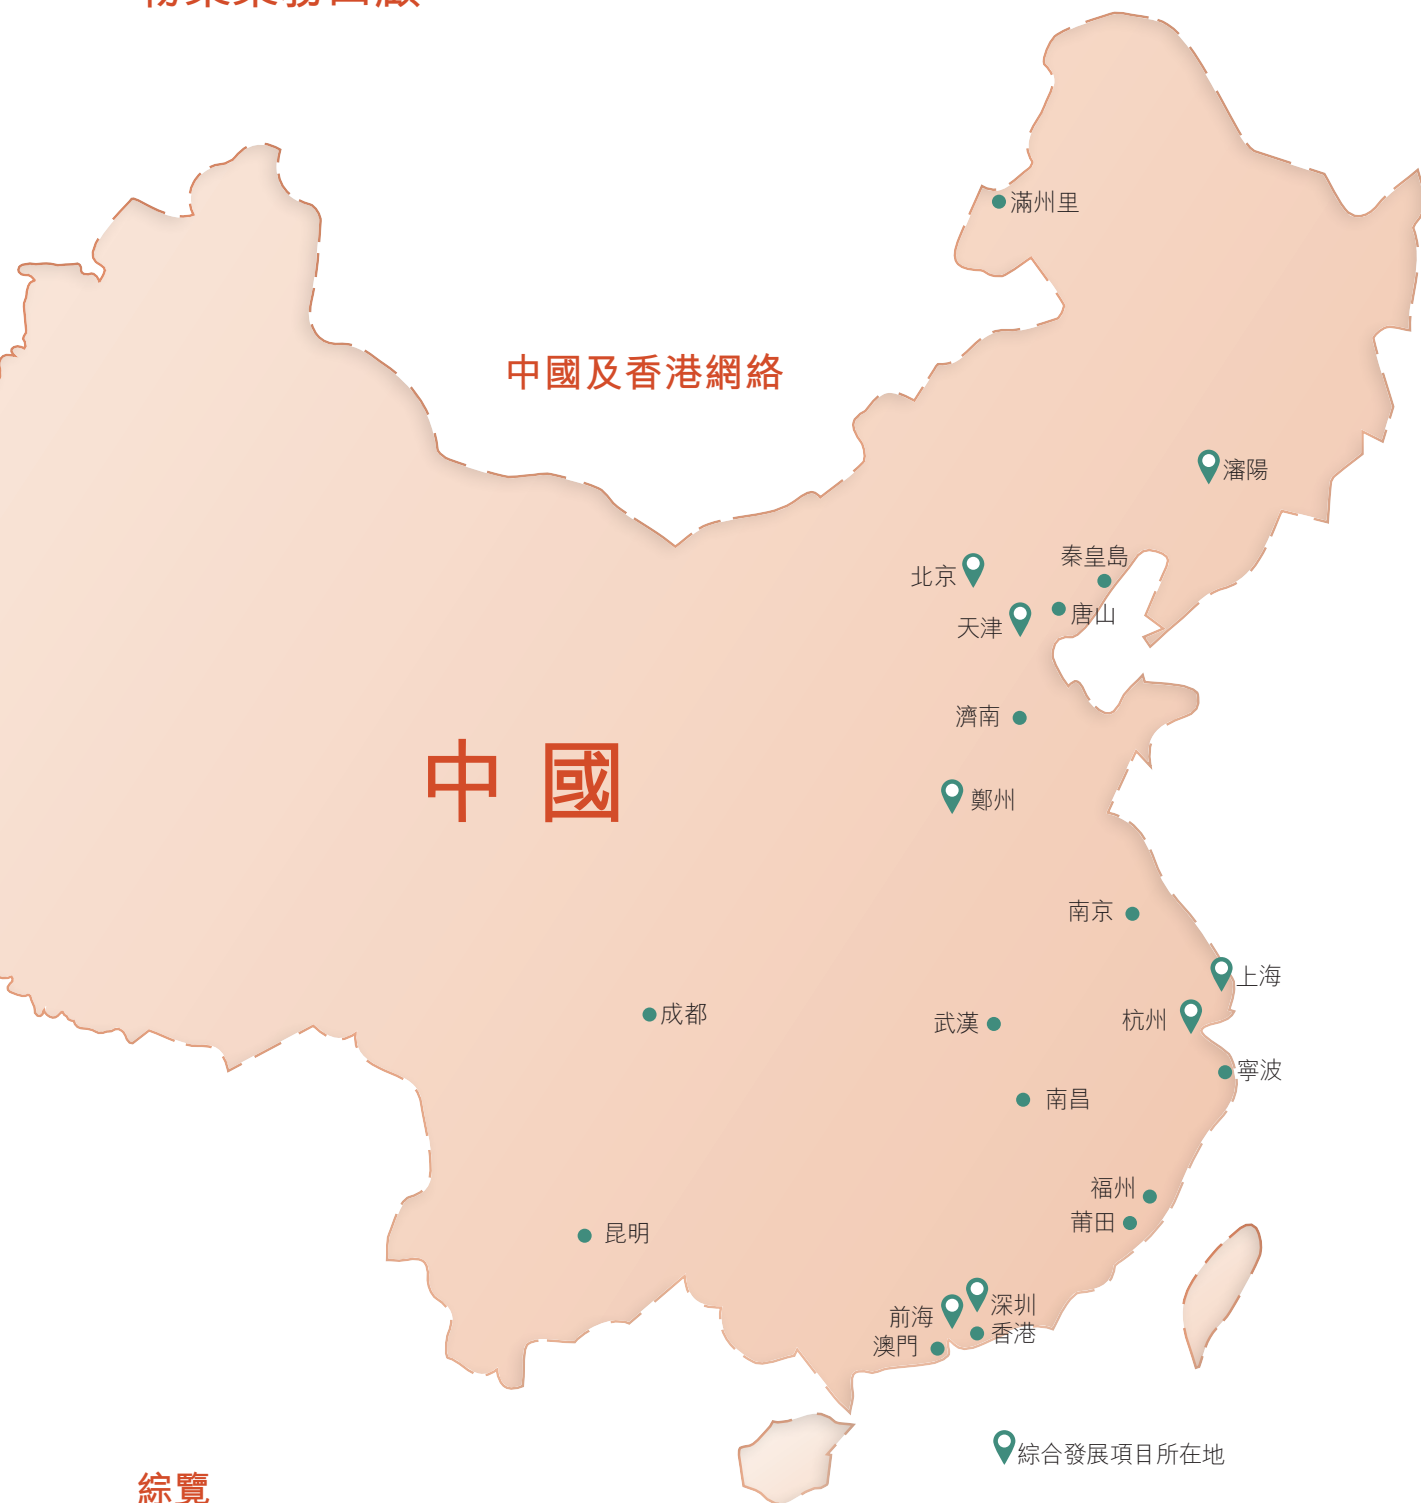 中國及香港網絡
滿州里
瀋陽
秦皇島
北京
唐山
天津
濟南
中國
鄭州
南京
上海
成都
武漢
杭州
寧波
南昌
福州
莆田
昆明
深圳
前海
香港
澳門
綜合發展項目所在地
綜覽